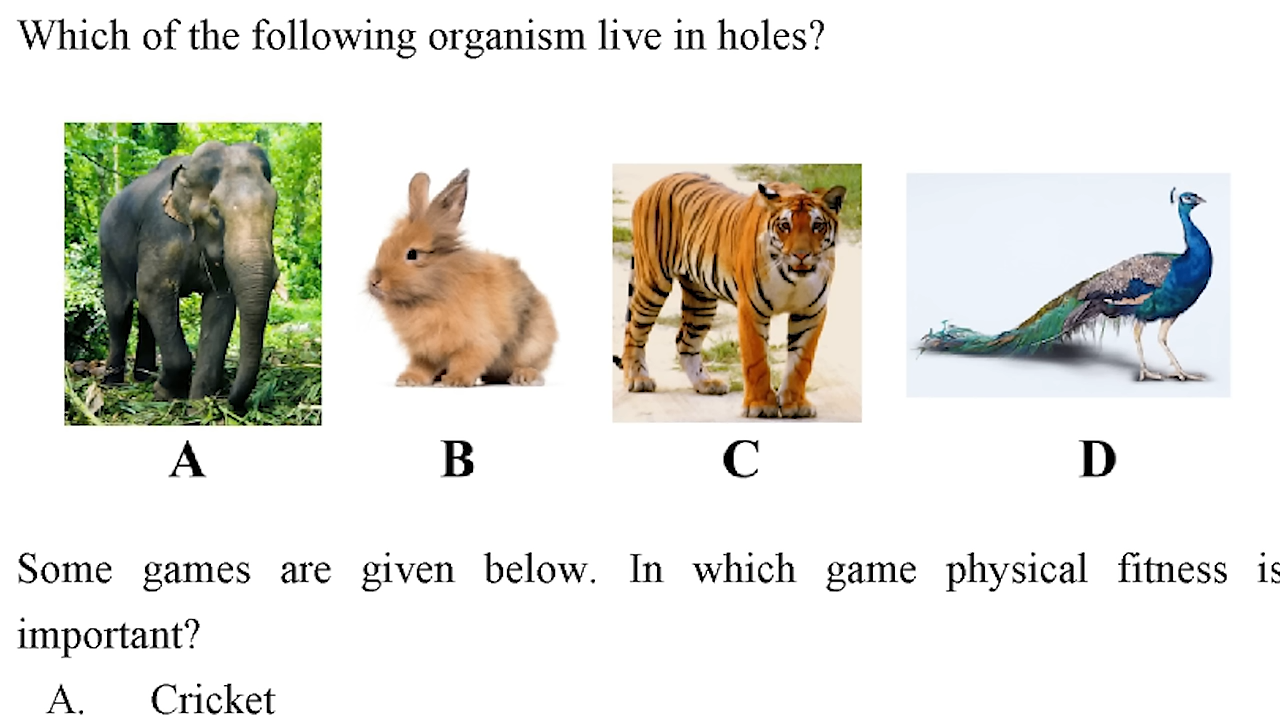 Which of the following organism live in holes?
A B C D
Some games are given below. In which game physical fitness is
important?
A. Cricket